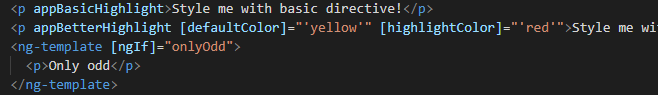 <p appBasicHighlight>Style me with basic directive!</p>
<p appBetterHighlight [defaultColor]="'yellow'" [highlightColor]="'red'">Style me wi
<ng-template [ngIf]="onlyOdd">
<p>Only odd</p>
</ng-template>